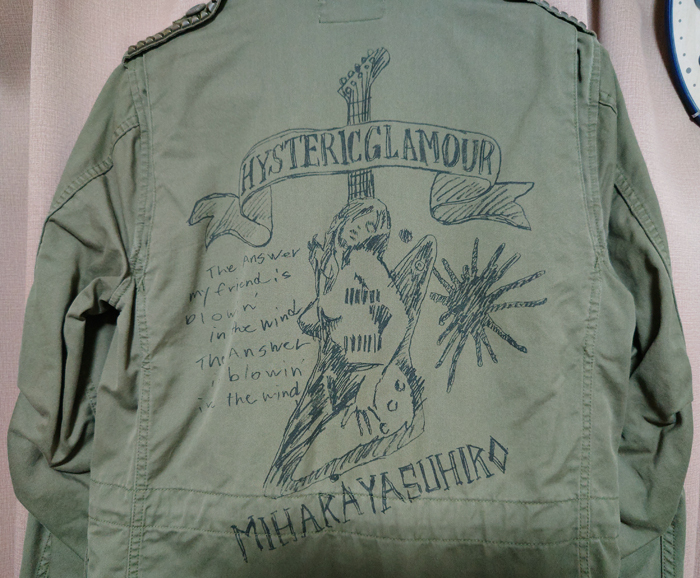 HYSTERICGLAMOUR
The Answer
my friend is
blowin'
in the wind
The Answer
blowin'
in the wind
MIHARAYASUHIRO